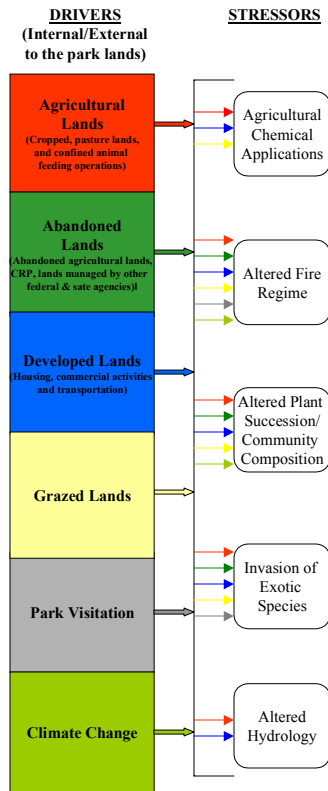 DRIVERS
(Internal/External
to the park lands)
Agricultural
Lands
(Cropped, pasture lands,
and confined animal
feeding operations)
Abandoned
Lands
(Abandoned agricultural lands,
CRP, lands managed by other
federal & sate agencies)l
Developed Lands
(Housing, commercial activities
and transportation)
Grazed Lands
Park Visitation
Climate Change
STRESSORS
Agricultural
Chemical
Applications
Altered Fire
Regime
Altered Plant
Succession/
Community
Composition
Invasion of
Exotic
Species
Altered
Hydrology